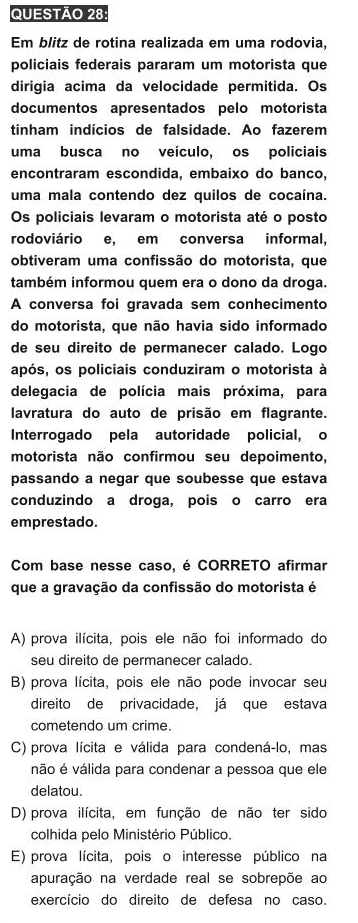 QUESTÃO 28:
Em blitz de rotina realizada em uma rodovia,
policiais federais pararam um motorista que
dirigia acima da velocidade permitida. Os
documentos apresentados pelo motorista
tinham indícios de falsidade. Ao fazerem
uma busca no veículo, os policiais
encontraram escondida, embaixo do banco,
uma mala contendo dez quilos de cocaína.
Os policiais levaram o motorista até o posto
rodoviário e, em conversa informal,
obtiveram uma confissão do motorista, que
também informou quem era o dono da droga.
A conversa foi gravada sem conhecimento
do motorista, que não havia sido informado
de seu direito de permanecer calado. Logo
após, os policiais conduziram o motorista à
delegacia de polícia mais próxima, para
lavratura do auto de prisão em flagrante.
Interrogado pela autoridade policial, o
motorista não confirmou seu depoimento,
passando a negar que soubesse que estava
conduzindo a droga, pois o carro era
emprestado.
Com base nesse caso, é CORRETO afirmar
que a gravação da confissão do motorista é
A) prova ilícita, pois ele não foi informado do
seu direito de permanecer calado.
B) prova lícita, pois ele não pode invocar seu
direito de privacidade, já que estava
cometendo um crime.
C) prova lícita e válida para condená-lo, mas
não é válida para condenar a pessoa que ele
delatou.
D) prova ilícita, em função de não ter sido
colhida pelo Ministério Público.
E) prova lícita, pois o interesse público na
apuração na verdade real se sobrepõe ao
exercício do direito de defesa no caso.